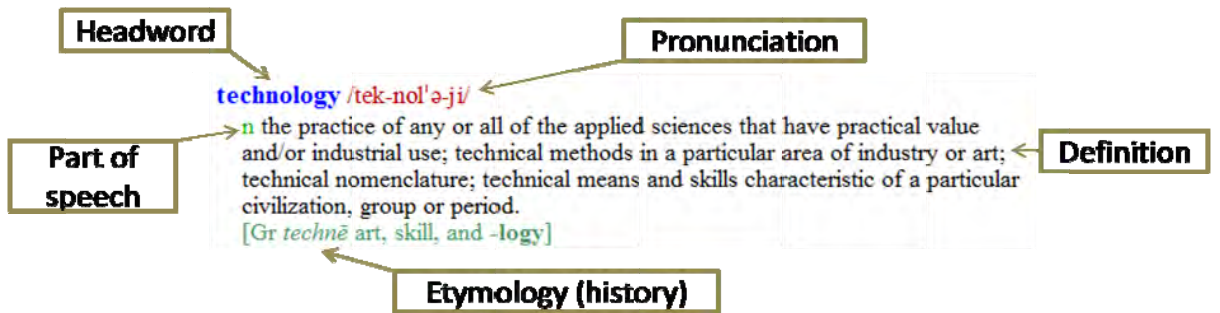 Headword
Pronunciation
technology /tek-nol'ə-ji/
n the practice of any or all of the applied sciences that have practical value
and/or industrial use; technical methods in a particular area of industry or art;
technical nomenclature; technical means and skills characteristic of a particular
civilization, group or period.
[Gr technē art, skill, and -logy]
Part of
speech
Definition
Etymology (history)